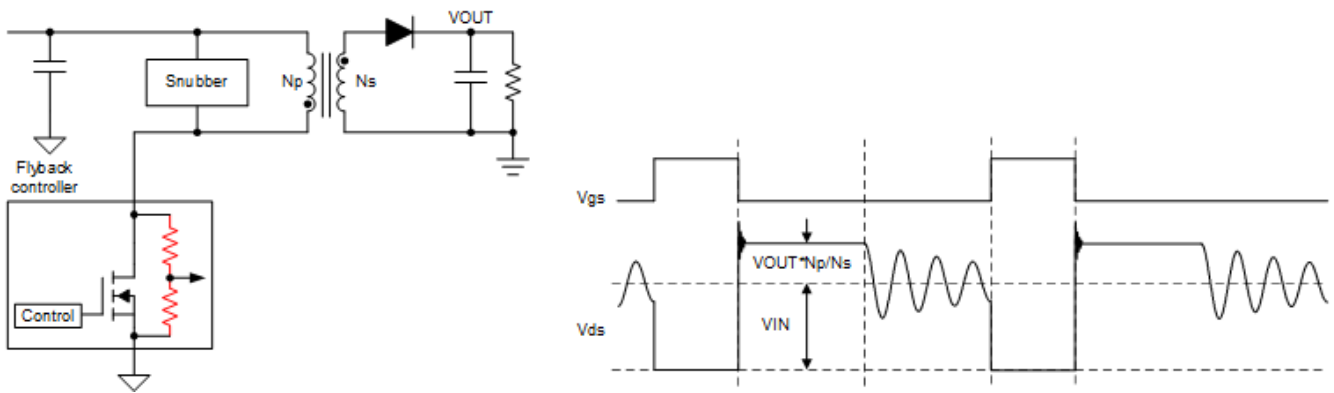 VOUT
Snubber
Np
Ns
Flyback
controller
Control
Vgs
VOUT*Np/Ns
VIN
Vds